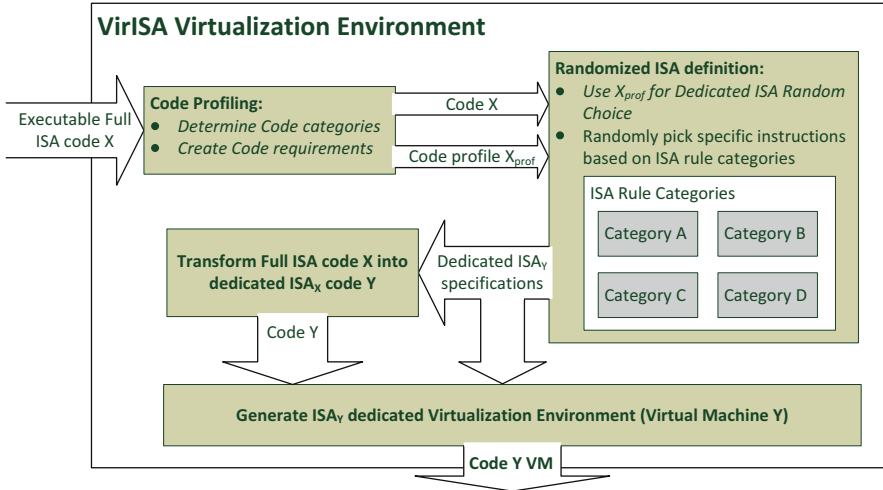 VirISA Virtualization Environment
Executable Full
ISA code X
Code Profiling:
● Determine Code categories
● Create Code requirements
Code X
Code profile Xprof
Randomized ISA definition:
● Use Xprof for Dedicated ISA Random
Choice
● Randomly pick specific instructions
based on ISA rule categories
ISA Rule Categories
Category A
Category B
Category C
Category D
Transform Full ISA code X into
dedicated ISAX code Y
Dedicated ISAY
specifications
Code Y
Generate ISAY dedicated Virtualization Environment (Virtual Machine Y)
Code Y VM